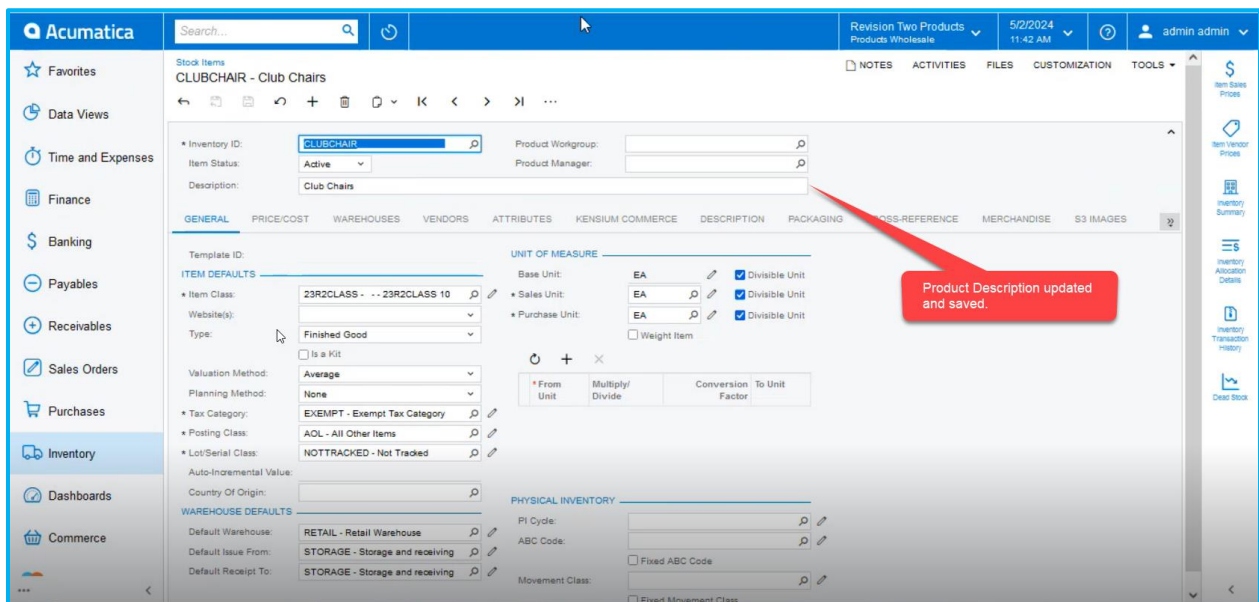 Acumatica
Search...
Revision Two Products
Products Wholesale
5/2/2024
11:42 AM
admin admin
Favorites
Data Views
Time and Expenses
Finance
Banking
Payables
Receivables
Sales Orders
Purchases
Inventory
Dashboards
Commerce
Stock Items
CLUBCHAIR - Club Chairs
NOTES ACTIVITIES FILES CUSTOMIZATION TOOLS
* Inventory ID: CLUBCHAIR
Product Workgroup:
Item Status: Active
Product Manager:
Description: Club Chairs
GENERAL PRICE/COST WAREHOUSES VENDORS ATTRIBUTES KENSIUM COMMERCE DESCRIPTION PACKAGING OSS-REFERENCE MERCHANDISE S3 IMAGES
Template ID:
ITEM DEFAULTS
* Item Class: 23R2CLASS - - - 23R2CLASS 10
Website(s):
Type: Finished Good
Is a Kit
Valuation Method: Average
Planning Method: None
* Tax Category: EXEMPT - Exempt Tax Category
* Posting Class: AOL - All Other Items
* Lot/Serial Class: NOTTRACKED - Not Tracked
Auto-Incremental Value:
Country Of Origin:
WAREHOUSE DEFAULTS
Default Warehouse: RETAIL - Retail Warehouse
Default Issue From: STORAGE - Storage and receiving
Default Receipt To: STORAGE - Storage and receiving
UNIT OF MEASURE
Base Unit: EA Divisible Unit
* Sales Unit: EA Divisible Unit
* Purchase Unit: EA Divisible Unit
Weight Item
* From Unit
Multiply/ Divide
Conversion Factor
To Unit
PHYSICAL INVENTORY
PI Cycle:
ABC Code:
Fixed ABC Code
Movement Class:
Fixed Movement Class
Product Description updated
and saved.
Item Sales
Prices
Item Vendor
Prices
Inventory
Summary
Inventory
Allocation
Details
Inventory
Transaction
History
Dead Stock